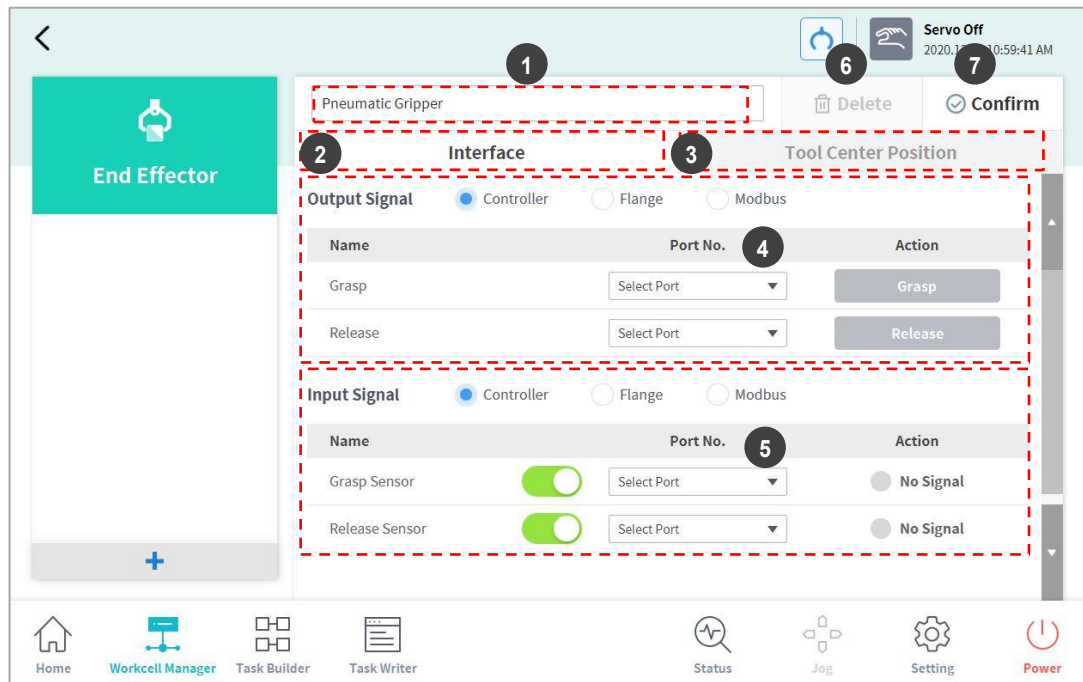 Servo Off
2020.1 10:59:41 AM
1
6
7
Pneumatic Gripper
Delete
Confirm
End Effector
2
Interface
3
Tool Center Position
Output Signal Controller Flange Modbus
Name Port No. 4 Action
Grasp Select Port Grasp
Release Select Port Release
Input Signal Controller Flange Modbus
Name Port No. 5 Action
Grasp Sensor Select Port No Signal
Release Sensor Select Port No Signal
+
Home Workcell Manager Task Builder Task Writer Status Jog Setting Power